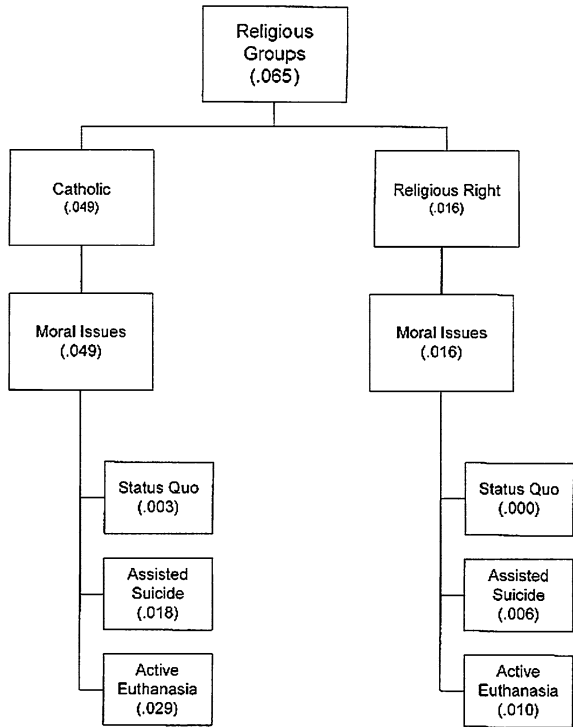 Religious
Groups
(.065)
Catholic
(.049)
Religious Right
(.016)
Moral Issues
(.049)
Moral Issues
(.016)
Status Quo
(.003)
Status Quo
(.000)
Assisted
Suicide
(.018)
Assisted
Suicide
(.006)
Active
Euthanasia
(.029)
Active
Euthanasia
(.010)